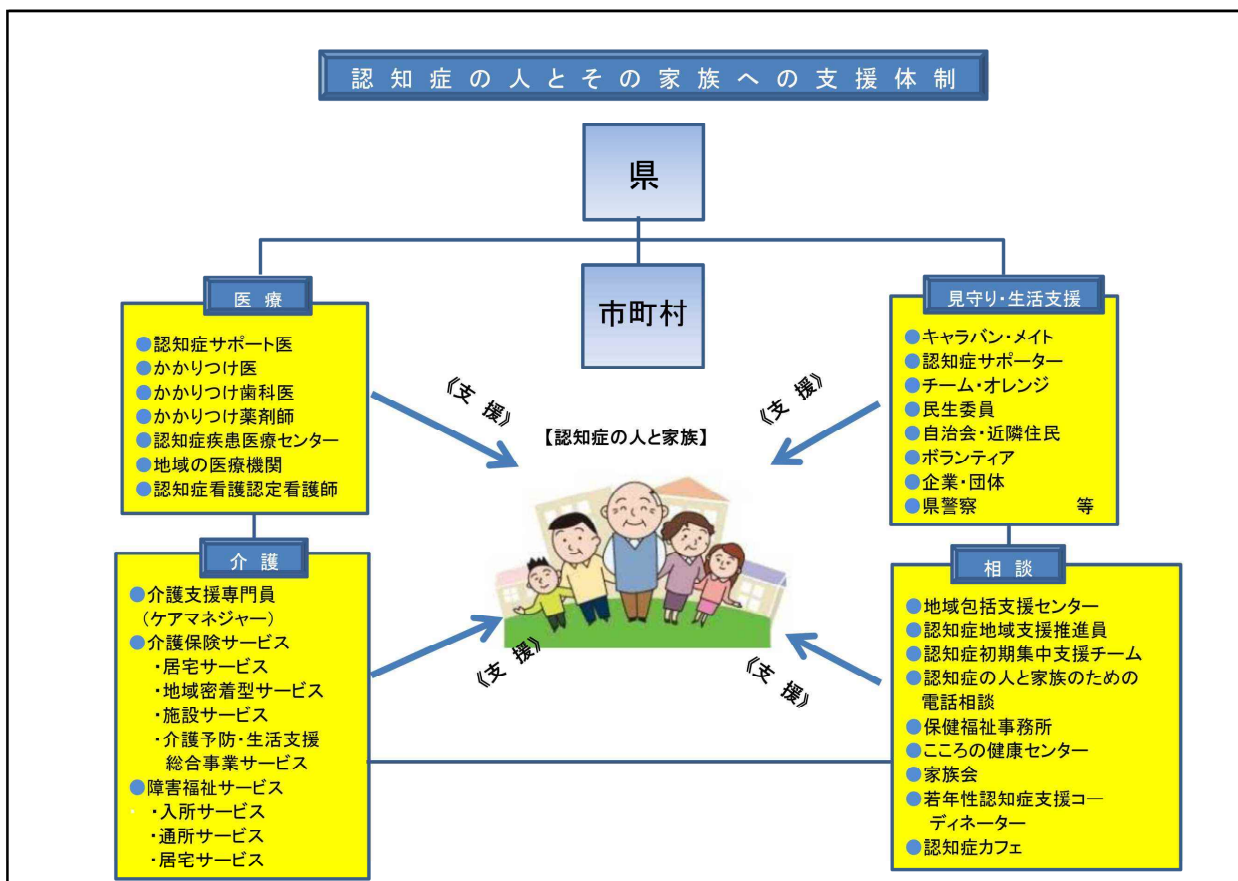 認知症の人とその家族への支援体制
県
市町村
医療
●認知症サポート医
●かかりつけ医
●かかりつけ歯科医
●かかりつけ薬剤師
●認知症疾患医療センター
●地域の医療機関
●認知症看護認定看護師
見守り・生活支援
●キャラバン・メイト
●認知症サポーター
●チーム・オレンジ
●民生委員
●自治会・近隣住民
●ボランティア
●企業・団体
●県警察 等
《支援》
《支援》
【認知症の人と家族】
介護
●介護支援専門員
(ケアマネジャー)
●介護保険サービス
・居宅サービス
・地域密着型サービス
・施設サービス
・介護予防・生活支援
総合事業サービス
●障害福祉サービス
・入所サービス
・通所サービス
・居宅サービス
《支援》
《支援》
相談
●地域包括支援センター
●認知症地域支援推進員
●認知症初期集中支援チーム
●認知症の人と家族のための
電話相談
●保健福祉事務所
●こころの健康センター
●家族会
●若年性認知症支援コー
ディネーター
●認知症カフェ